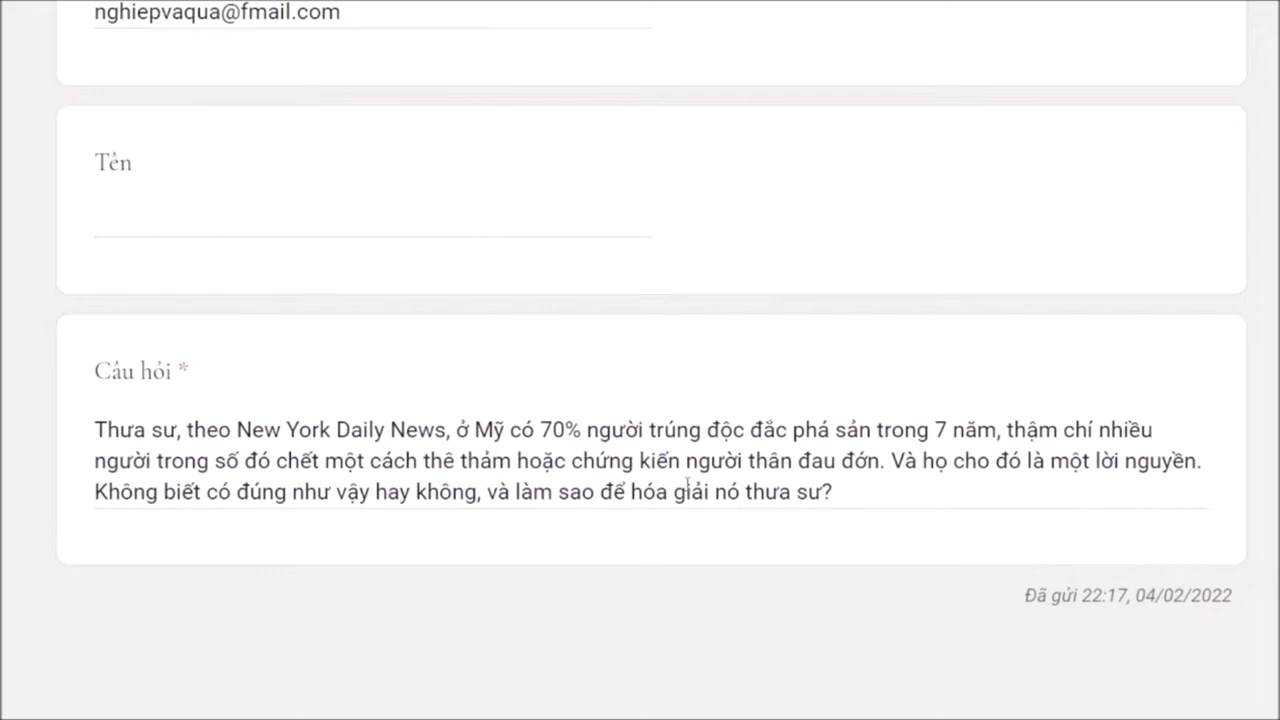 nghiepvaqua@fmail.com
Tên
Câu hỏi *
Thưa sư, theo New York Daily News, ở Mỹ có 70% người trúng độc đắc phá sản trong 7 năm, thậm chí nhiều
người trong số đó chết một cách thê thảm hoặc chứng kiến người thân đau đớn. Và họ cho đó là một lời nguyền.
Không biết có đúng như vậy hay không, và làm sao để hóa giải nó thưa sư?
Đã gửi 22:17, 04/02/2022